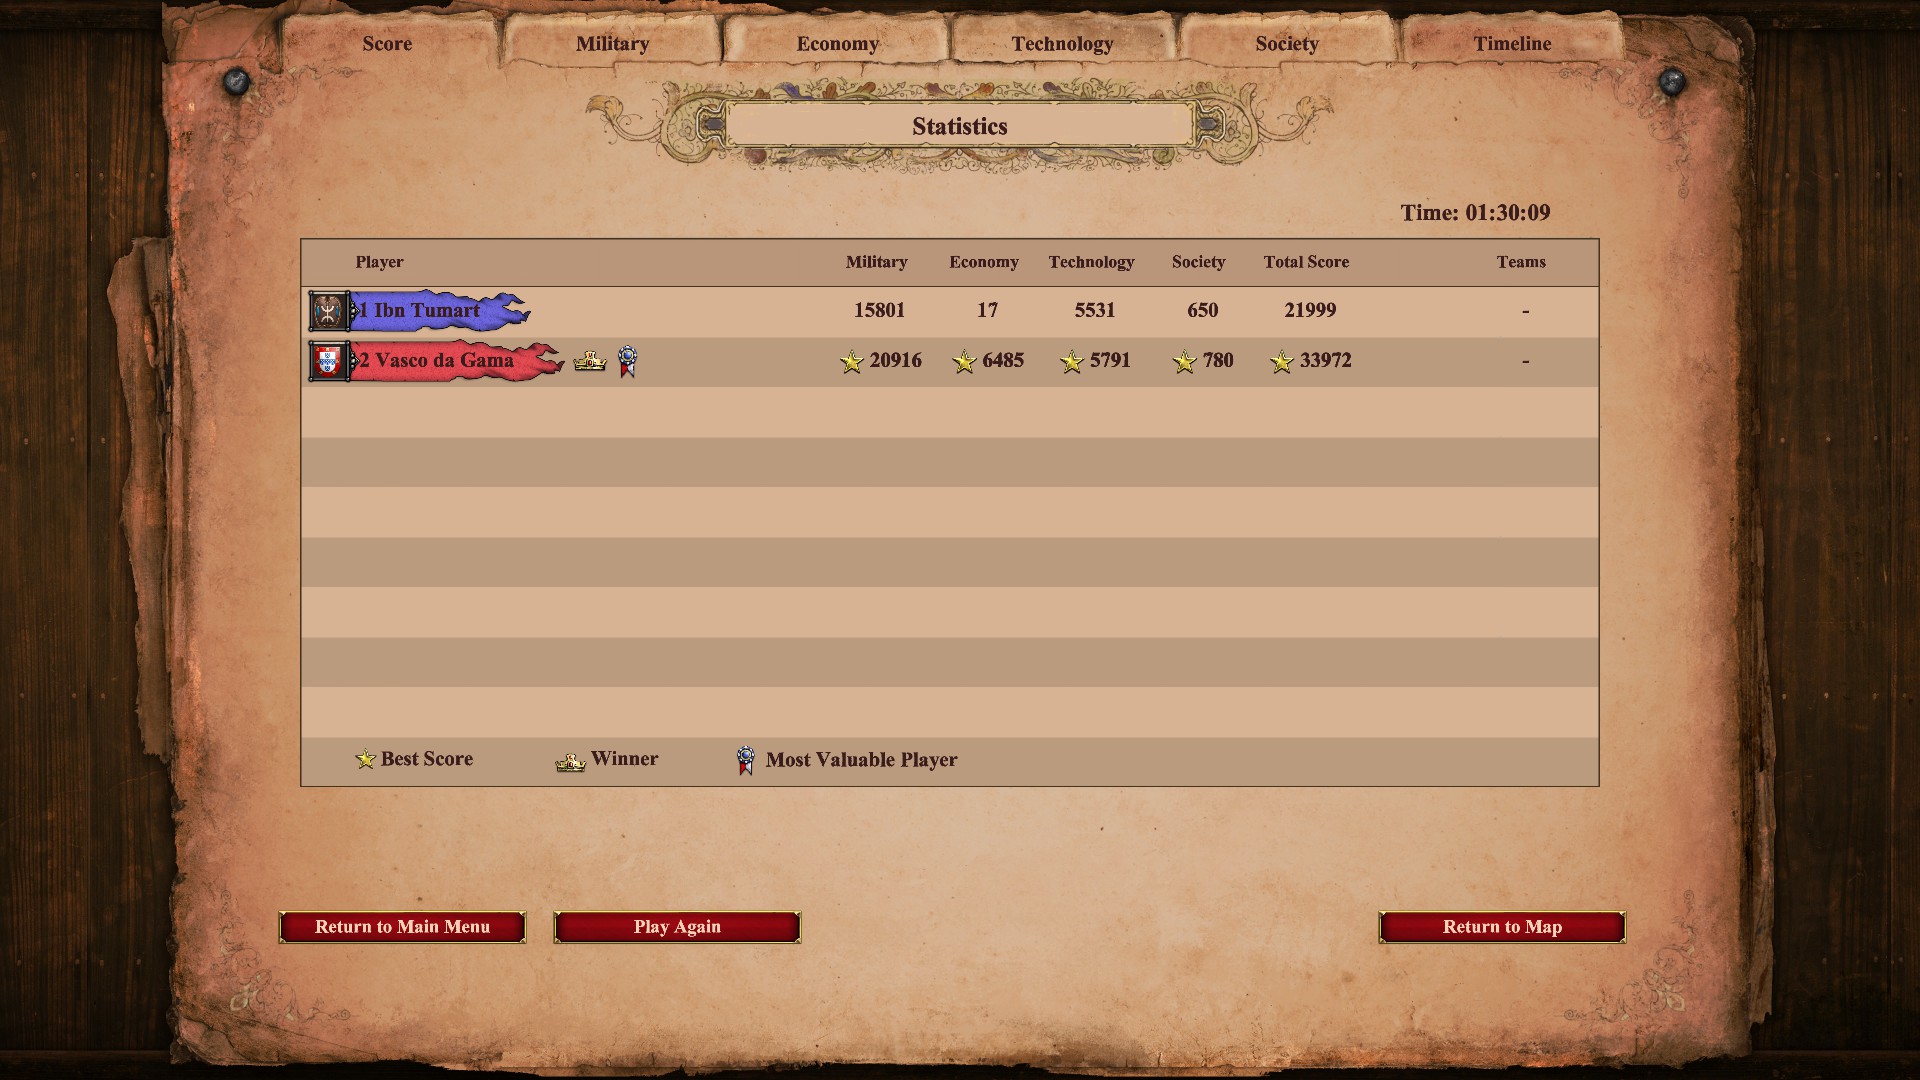 Score Military Economy Technology Society Timeline
Statistics
Time: 01:30:09
Player Military Economy Technology Society Total Score Teams
1 Ibn Tumart 15801 17 5531 650 21999 -
2 Vasco da Gama 20916 6485 5791 780 33972 -
Best Score Winner Most Valuable Player
Return to Main Menu Play Again Return to Map